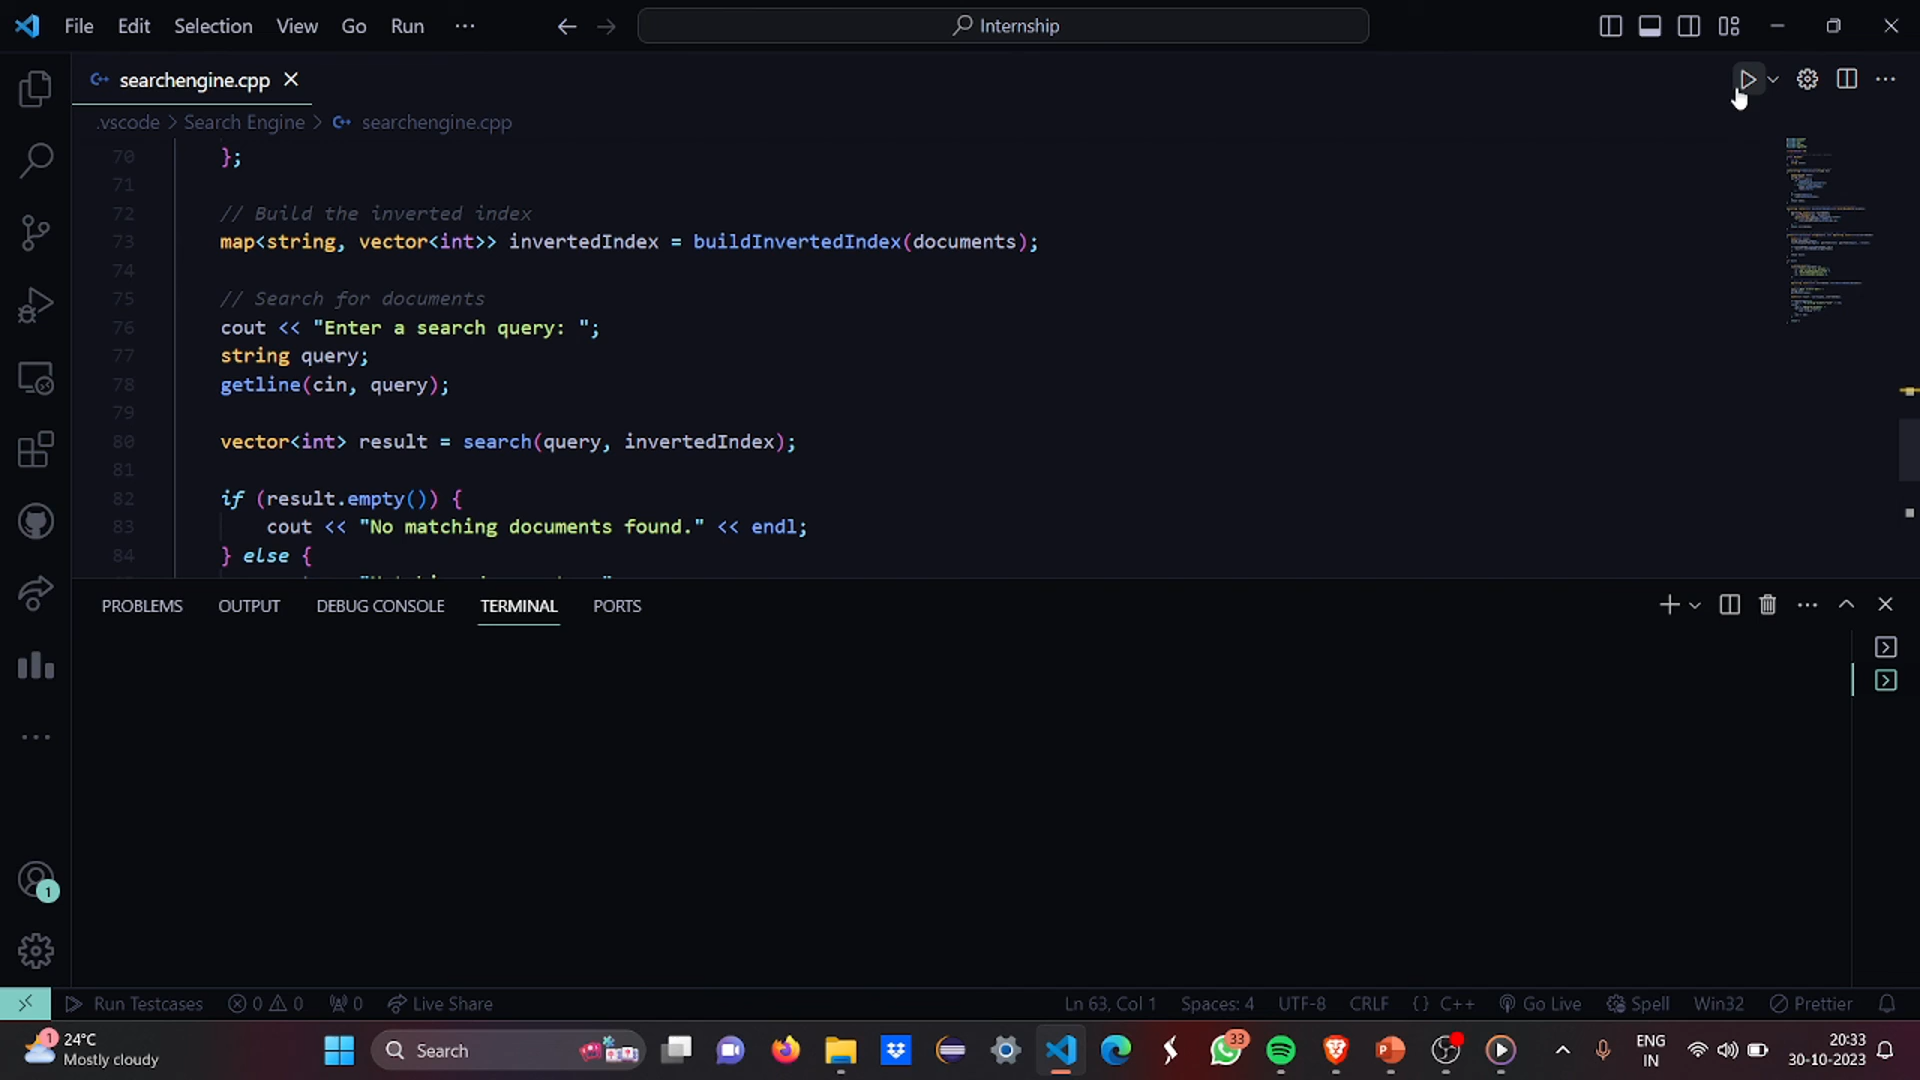 File Edit Selection View Go Run ...
Internship
searchengine.cpp
.vscode > Search Engine > searchengine.cpp
70 };
71
72 // Build the inverted index
73 map<string, vector<int>> invertedIndex = buildInvertedIndex(documents);
74
75 // Search for documents
76 cout << "Enter a search query: ";
77 string query;
78 getline(cin, query);
79
80 vector<int> result = search(query, invertedIndex);
81
82 if (result.empty()) {
83 cout << "No matching documents found." << endl;
84 } else {
PROBLEMS OUTPUT DEBUG CONSOLE TERMINAL PORTS
1
Run Testcases 0 0 0 Live Share Ln 63, Col 1 Spaces: 4 UTF-8 CRLF {} C++ Go Live Spell Win32 Prettier
1 24°C
Mostly cloudy
Search
33
ENG
IN
20:33
30-10-2023